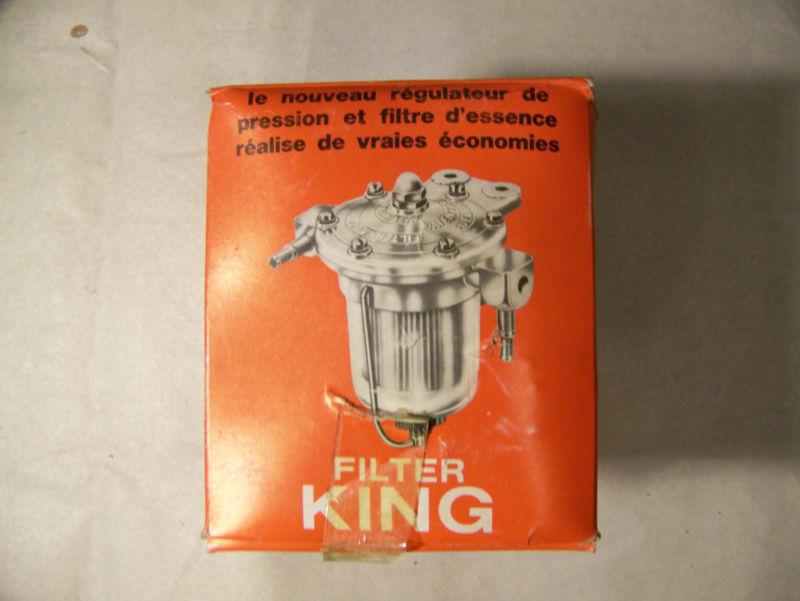 le nouveau régulateur de
pression et filtre d'essence
réalise de vraies économies
FILTER
KING